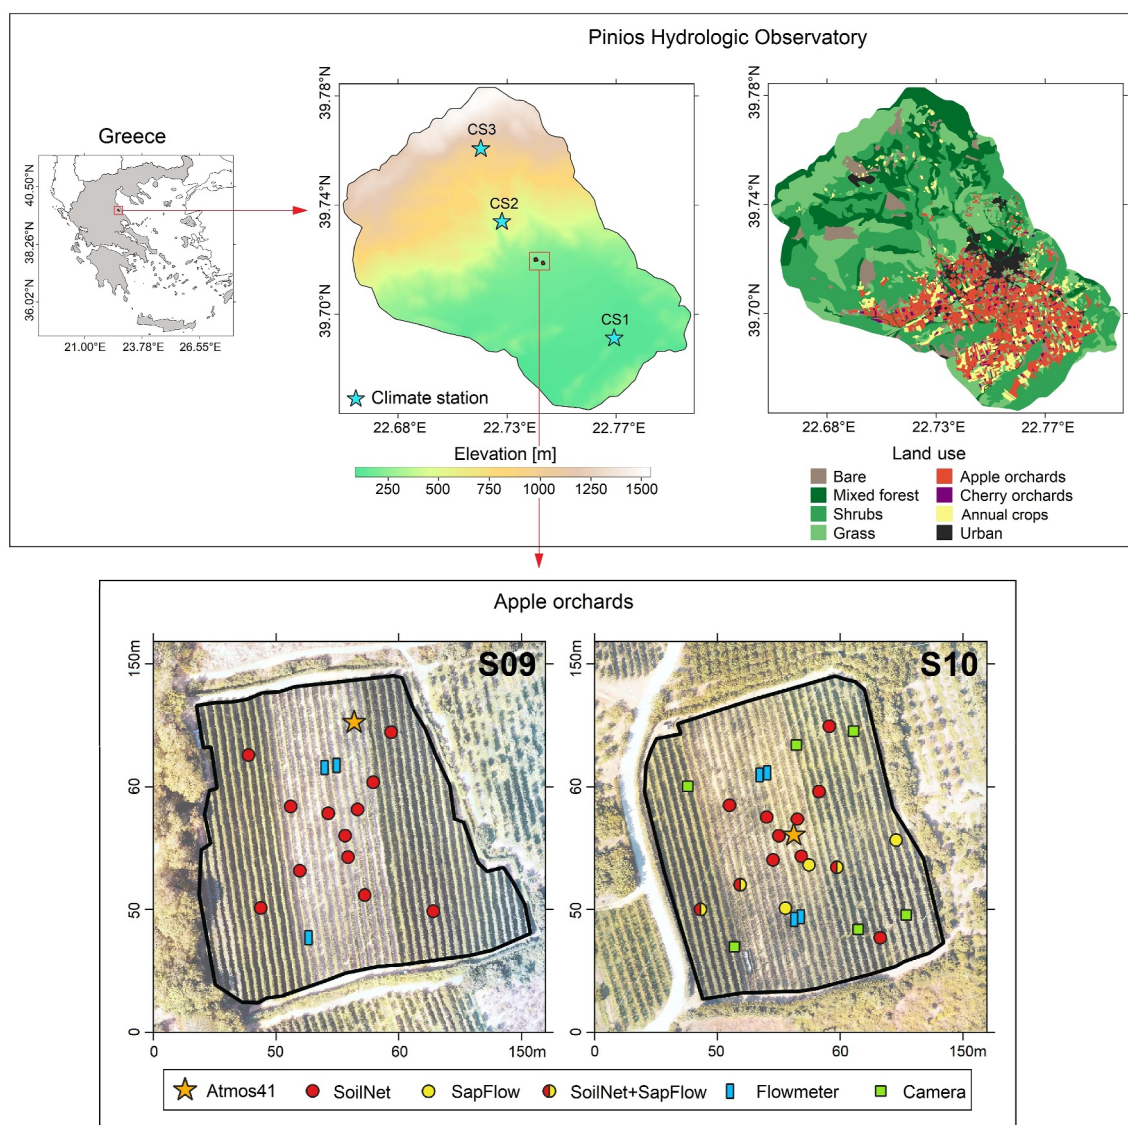 Pinios Hydrologic Observatory
Greece
40.50°N
38.26°N
36.02°N
21.00°E 23.78°E 26.55°E
39.78°N
39.74°N
39.70°N
CS3
CS2
CS1
Climate station
22.68°E 22.73°E 22.77°E
Elevation [m]
250 500 750 1000 1250 1500
39.78°N
39.74°N
39.70°N
22.68°E 22.73°E 22.77°E
Land use
Bare Apple orchards
Mixed forest Cherry orchards
Shrubs Annual crops
Grass Urban
Apple orchards
S09
150m
60
50
0
0 50 60 150m
S10
150m
60
50
0
0 50 60 150m
Atmos41 SoilNet SapFlow SoilNet+SapFlow Flowmeter Camera